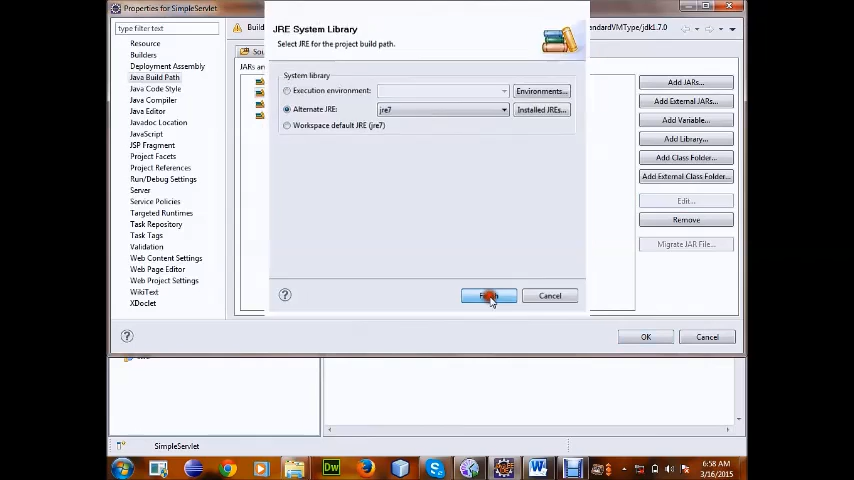 Properties for SimpleServlet
type filter text
Resource
Builders
Deployment Assembly
Java Build Path
Java Code Style
Java Compiler
Java Editor
Javadoc Location
JavaScript
JSP Fragment
Project Facets
Project References
Run/Debug Settings
Server
Service Policies
Targeted Runtimes
Task Repository
Task Tags
Validation
Web Content Settings
Web Page Editor
Web Project Settings
WikiText
XDoclet
JRE System Library
Select JRE for the project build path.
System library
Execution environment:
Environments...
Alternate JRE:
jre7
Installed JREs...
Workspace default JRE (jre7)
Cancel
andardVMType/jdk1.7.0
Add JARs...
Add External JARs...
Add Variable...
Add Library...
Add Class Folder...
Add External Class Folder...
Edit...
Remove
Migrate JAR File...
OK
Cancel
SimpleServlet
Dw
6:58 AM
3/16/2015